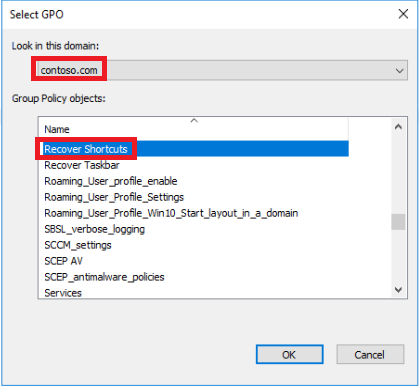 Select GPO
Look in this domain:
contoso.com
Group Policy objects:
Name
Recover Shortcuts
Recover Taskbar
Roaming_User_profile_enable
Roaming_User_Profile_Settings
Roaming_User_Profile_Win10_Start_layout_in_a_domain
SBSL_verbose_logging
SCCM_settings
SCEP AV
SCEP_antimalware_policies
Services
OK
Cancel